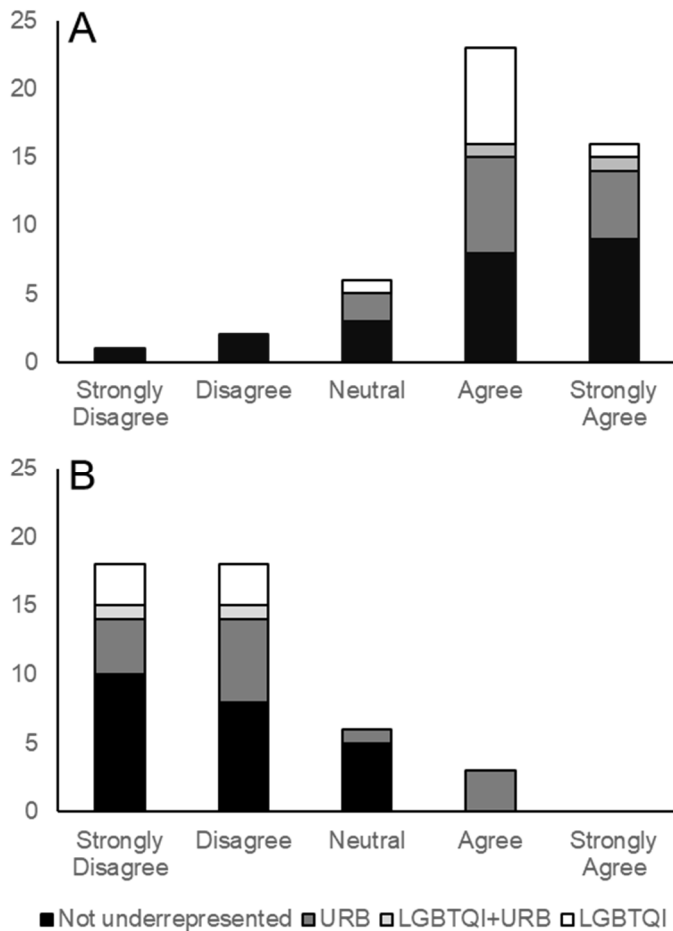 A
25
20
15
10
5
0
Strongly Disagree Neutral Agree Strongly
Disagree Agree
B
25
20
15
10
5
0
Strongly Disagree Neutral Agree Strongly
Disagree Agree
Not underrepresented URB LGBTQI+URB LGBTQI